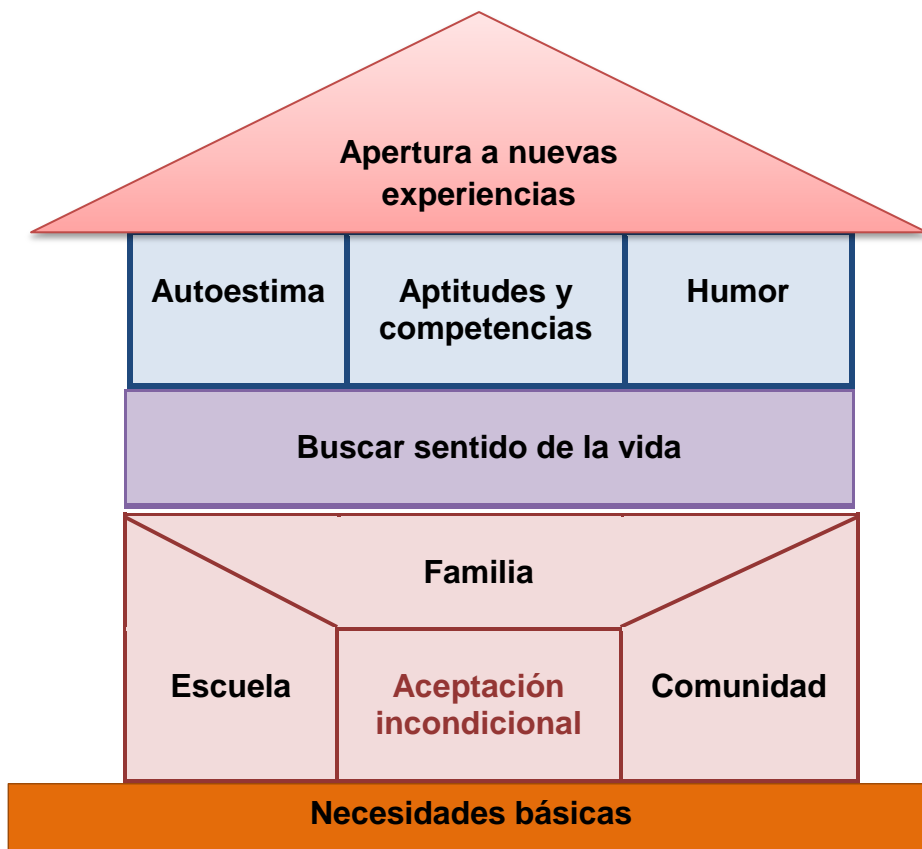 Apertura a nuevas
experiencias
Autoestima
Aptitudes y
competencias
Humor
Buscar sentido de la vida
Familia
Escuela
Aceptación
incondicional
Comunidad
Necesidades básicas